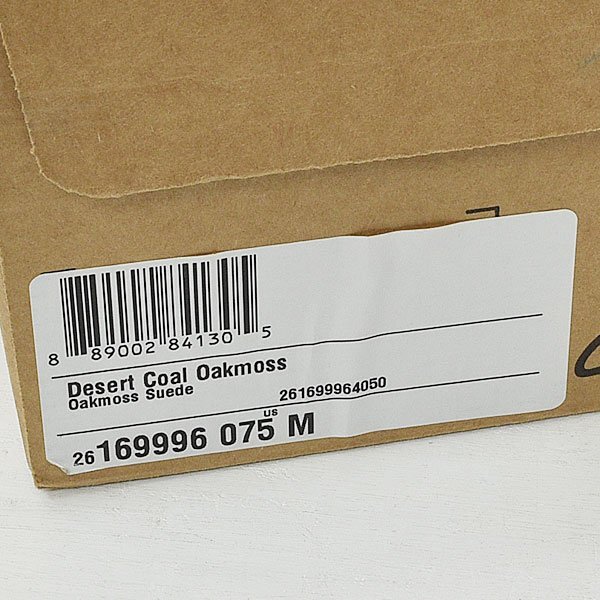 8 89002 84130 5
Desert Coal Oakmoss
Oakmoss Suede 261699964050
US
26 169996 075 M